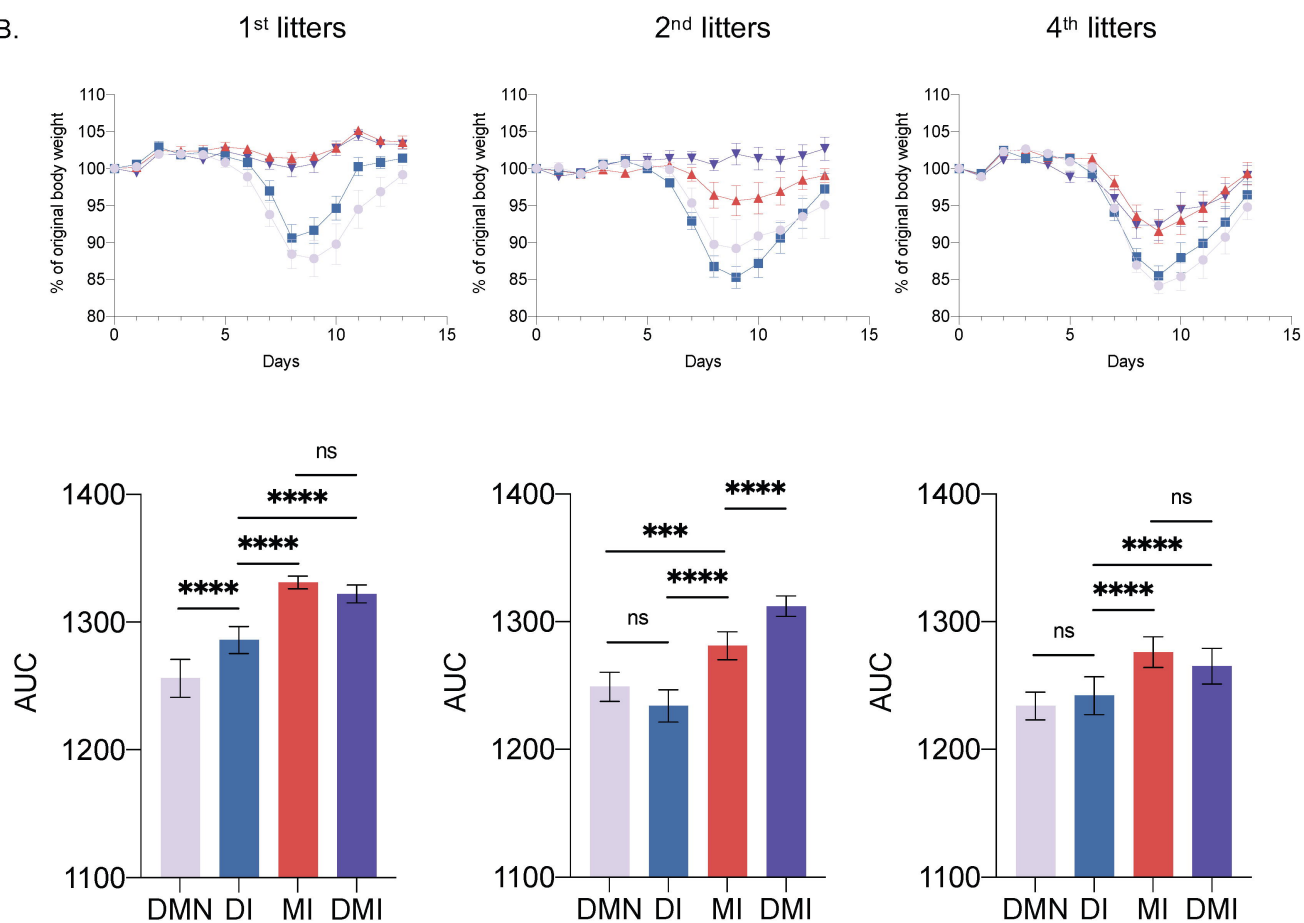 B.
1st litters
2nd litters
4th litters
110
105
100
95
90
85
80
% of original body weight
0
5
10
15
Days
110
105
100
95
90
85
80
% of original body weight
0
5
10
15
Days
110
105
100
95
90
85
80
% of original body weight
0
5
10
15
Days
1400
1300
1200
1100
AUC
ns
****
****
****
DMN DI MI DMI
1400
1300
1200
1100
AUC
****
***
****
ns
DMN DI MI DMI
1400
1300
1200
1100
AUC
ns
****
****
ns
DMN DI MI DMI